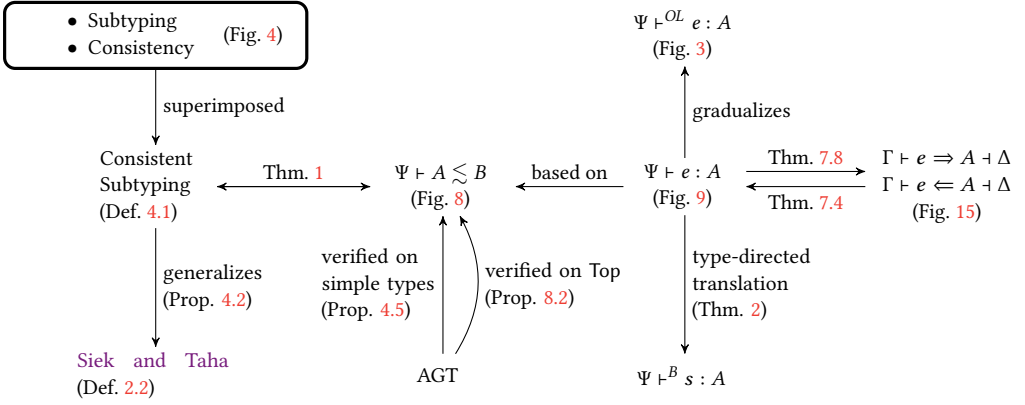 • Subtyping
• Consistency
(Fig. 4)
Ψ ⊢ᴼᴸ e : A
(Fig. 3)
superimposed
gradualizes
Consistent
Subtyping
(Def. 4.1)
Thm. 1
Ψ ⊢ A ≲ B
(Fig. 8)
based on
Ψ ⊢ e : A
(Fig. 9)
Thm. 7.8
Thm. 7.4
Γ ⊢ e ⇒ A ⊣ Δ
Γ ⊢ e ⇐ A ⊣ Δ
(Fig. 15)
generalizes
(Prop. 4.2)
verified on
simple types
(Prop. 4.5)
verified on Top
(Prop. 8.2)
type-directed
translation
(Thm. 2)
Siek and Taha
(Def. 2.2)
AGT
Ψ ⊢ᴮ s : A